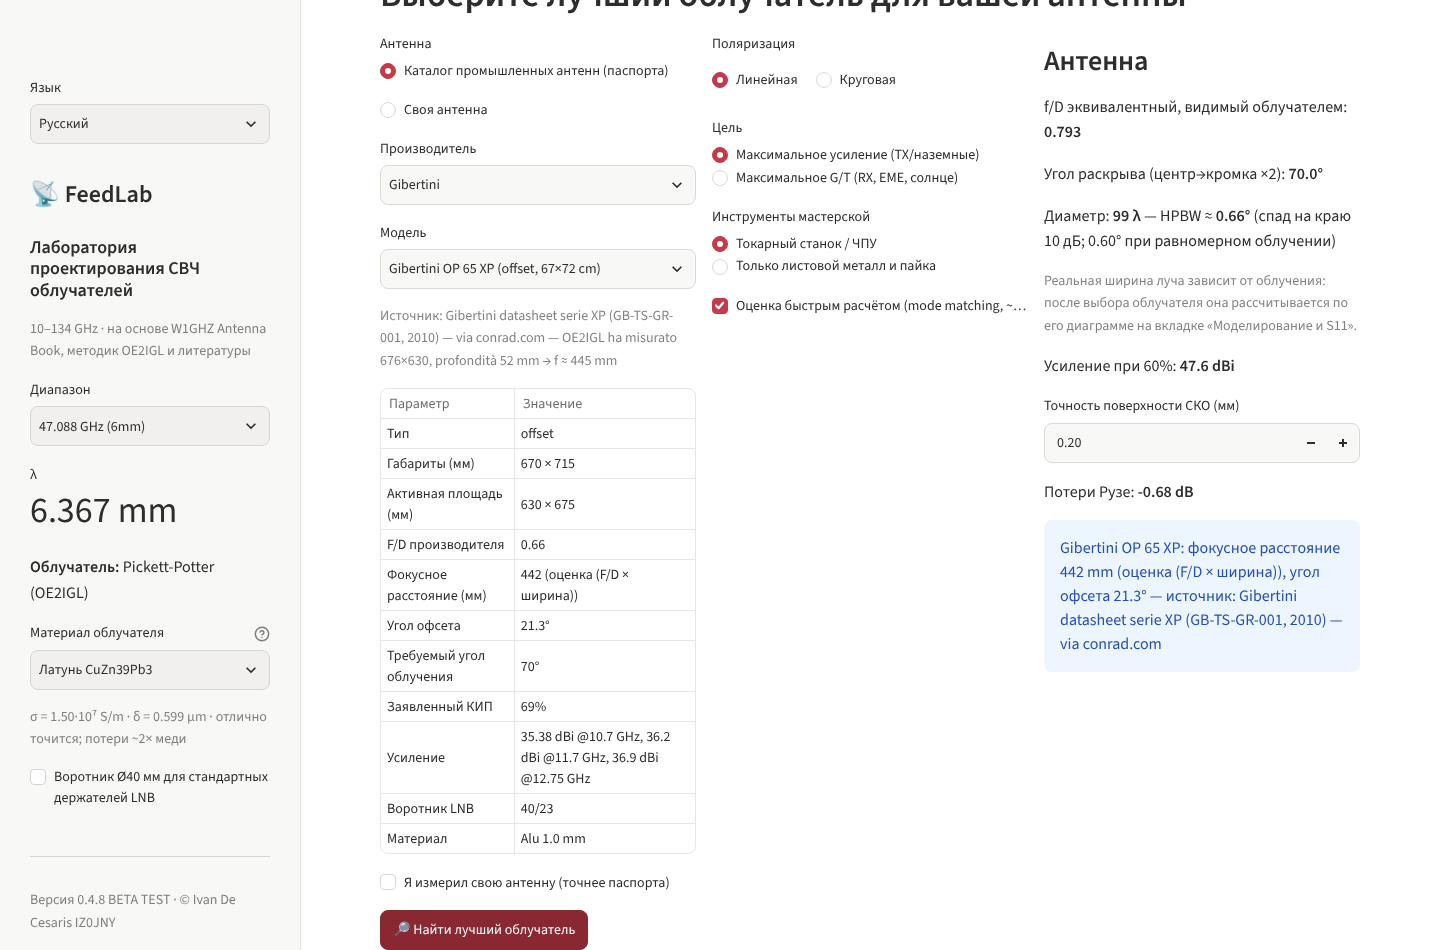 Язык
Русский
📡 FeedLab
Лаборатория
проектирования СВЧ
облучателей
10–134 GHz · на основе W1GHZ Antenna
Book, методик OE2IGL и литературы
Диапазон
47.088 GHz (6mm)
λ
6.367 mm
Облучатель: Pickett-Potter
(OE2IGL)
Материал облучателя
Латунь CuZn39Pb3
σ = 1.50·10⁷ S/m · δ = 0.599 µm · отлично
точится; потери ~2× меди
Воротник Ø40 мм для стандартных
держателей LNB
Версия 0.4.8 BETA TEST · © Ivan De
Cesaris IZ0JNY
Выберите лучший облучатель для вашей антенны
Антенна
Каталог промышленных антенн (паспорта)
Своя антенна
Производитель
Gibertini
Модель
Gibertini OP 65 XP (offset, 67×72 cm)
Источник: Gibertini datasheet serie XP (GB-TS-GR-
001, 2010) — via conrad.com — OE2IGL ha misurato
676×630, profondità 52 mm → f ≈ 445 mm
Параметр Значение
Тип offset
Габариты (мм) 670 × 715
Активная площадь
(мм) 630 × 675
F/D производителя 0.66
Фокусное
расстояние (мм) 442 (оценка (F/D ×
ширина))
Угол офсета 21.3°
Требуемый угол
облучения 70°
Заявленный КИП 69%
Усиление 35.38 dBi @10.7 GHz, 36.2
dBi @11.7 GHz, 36.9 dBi
@12.75 GHz
Воротник LNB 40/23
Материал Alu 1.0 mm
Я измерил свою антенну (точнее паспорта)
🔎 Найти лучший облучатель
Поляризация
Линейная Круговая
Цель
Максимальное усиление (TX/наземные)
Максимальное G/T (RX, EME, солнце)
Инструменты мастерской
Токарный станок / ЧПУ
Только листовой металл и пайка
Оценка быстрым расчётом (mode matching, ~…
Антенна
f/D эквивалентный, видимый облучателем:
0.793
Угол раскрыва (центр→кромка ×2): 70.0°
Диаметр: 99 λ — HPBW ≈ 0.66° (спад на краю
10 дБ; 0.60° при равномерном облучении)
Реальная ширина луча зависит от облучения:
после выбора облучателя она рассчитывается по
его диаграмме на вкладке «Моделирование и S11».
Усиление при 60%: 47.6 dBi
Точность поверхности СКО (мм)
0.20
Потери Рузе: -0.68 dB
Gibertini OP 65 XP: фокусное расстояние
442 mm (оценка (F/D × ширина)), угол
офсета 21.3° — источник: Gibertini
datasheet serie XP (GB-TS-GR-001, 2010) —
via conrad.com